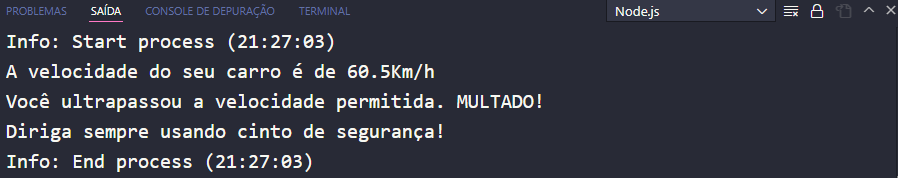 PROBLEMAS SAÍDA CONSOLE DE DEPURAÇÃO TERMINAL Node.js
Info: Start process (21:27:03)
A velocidade do seu carro é de 60.5Km/h
Você ultrapassou a velocidade permitida. MULTADO!
Diriga sempre usando cinto de segurança!
Info: End process (21:27:03)